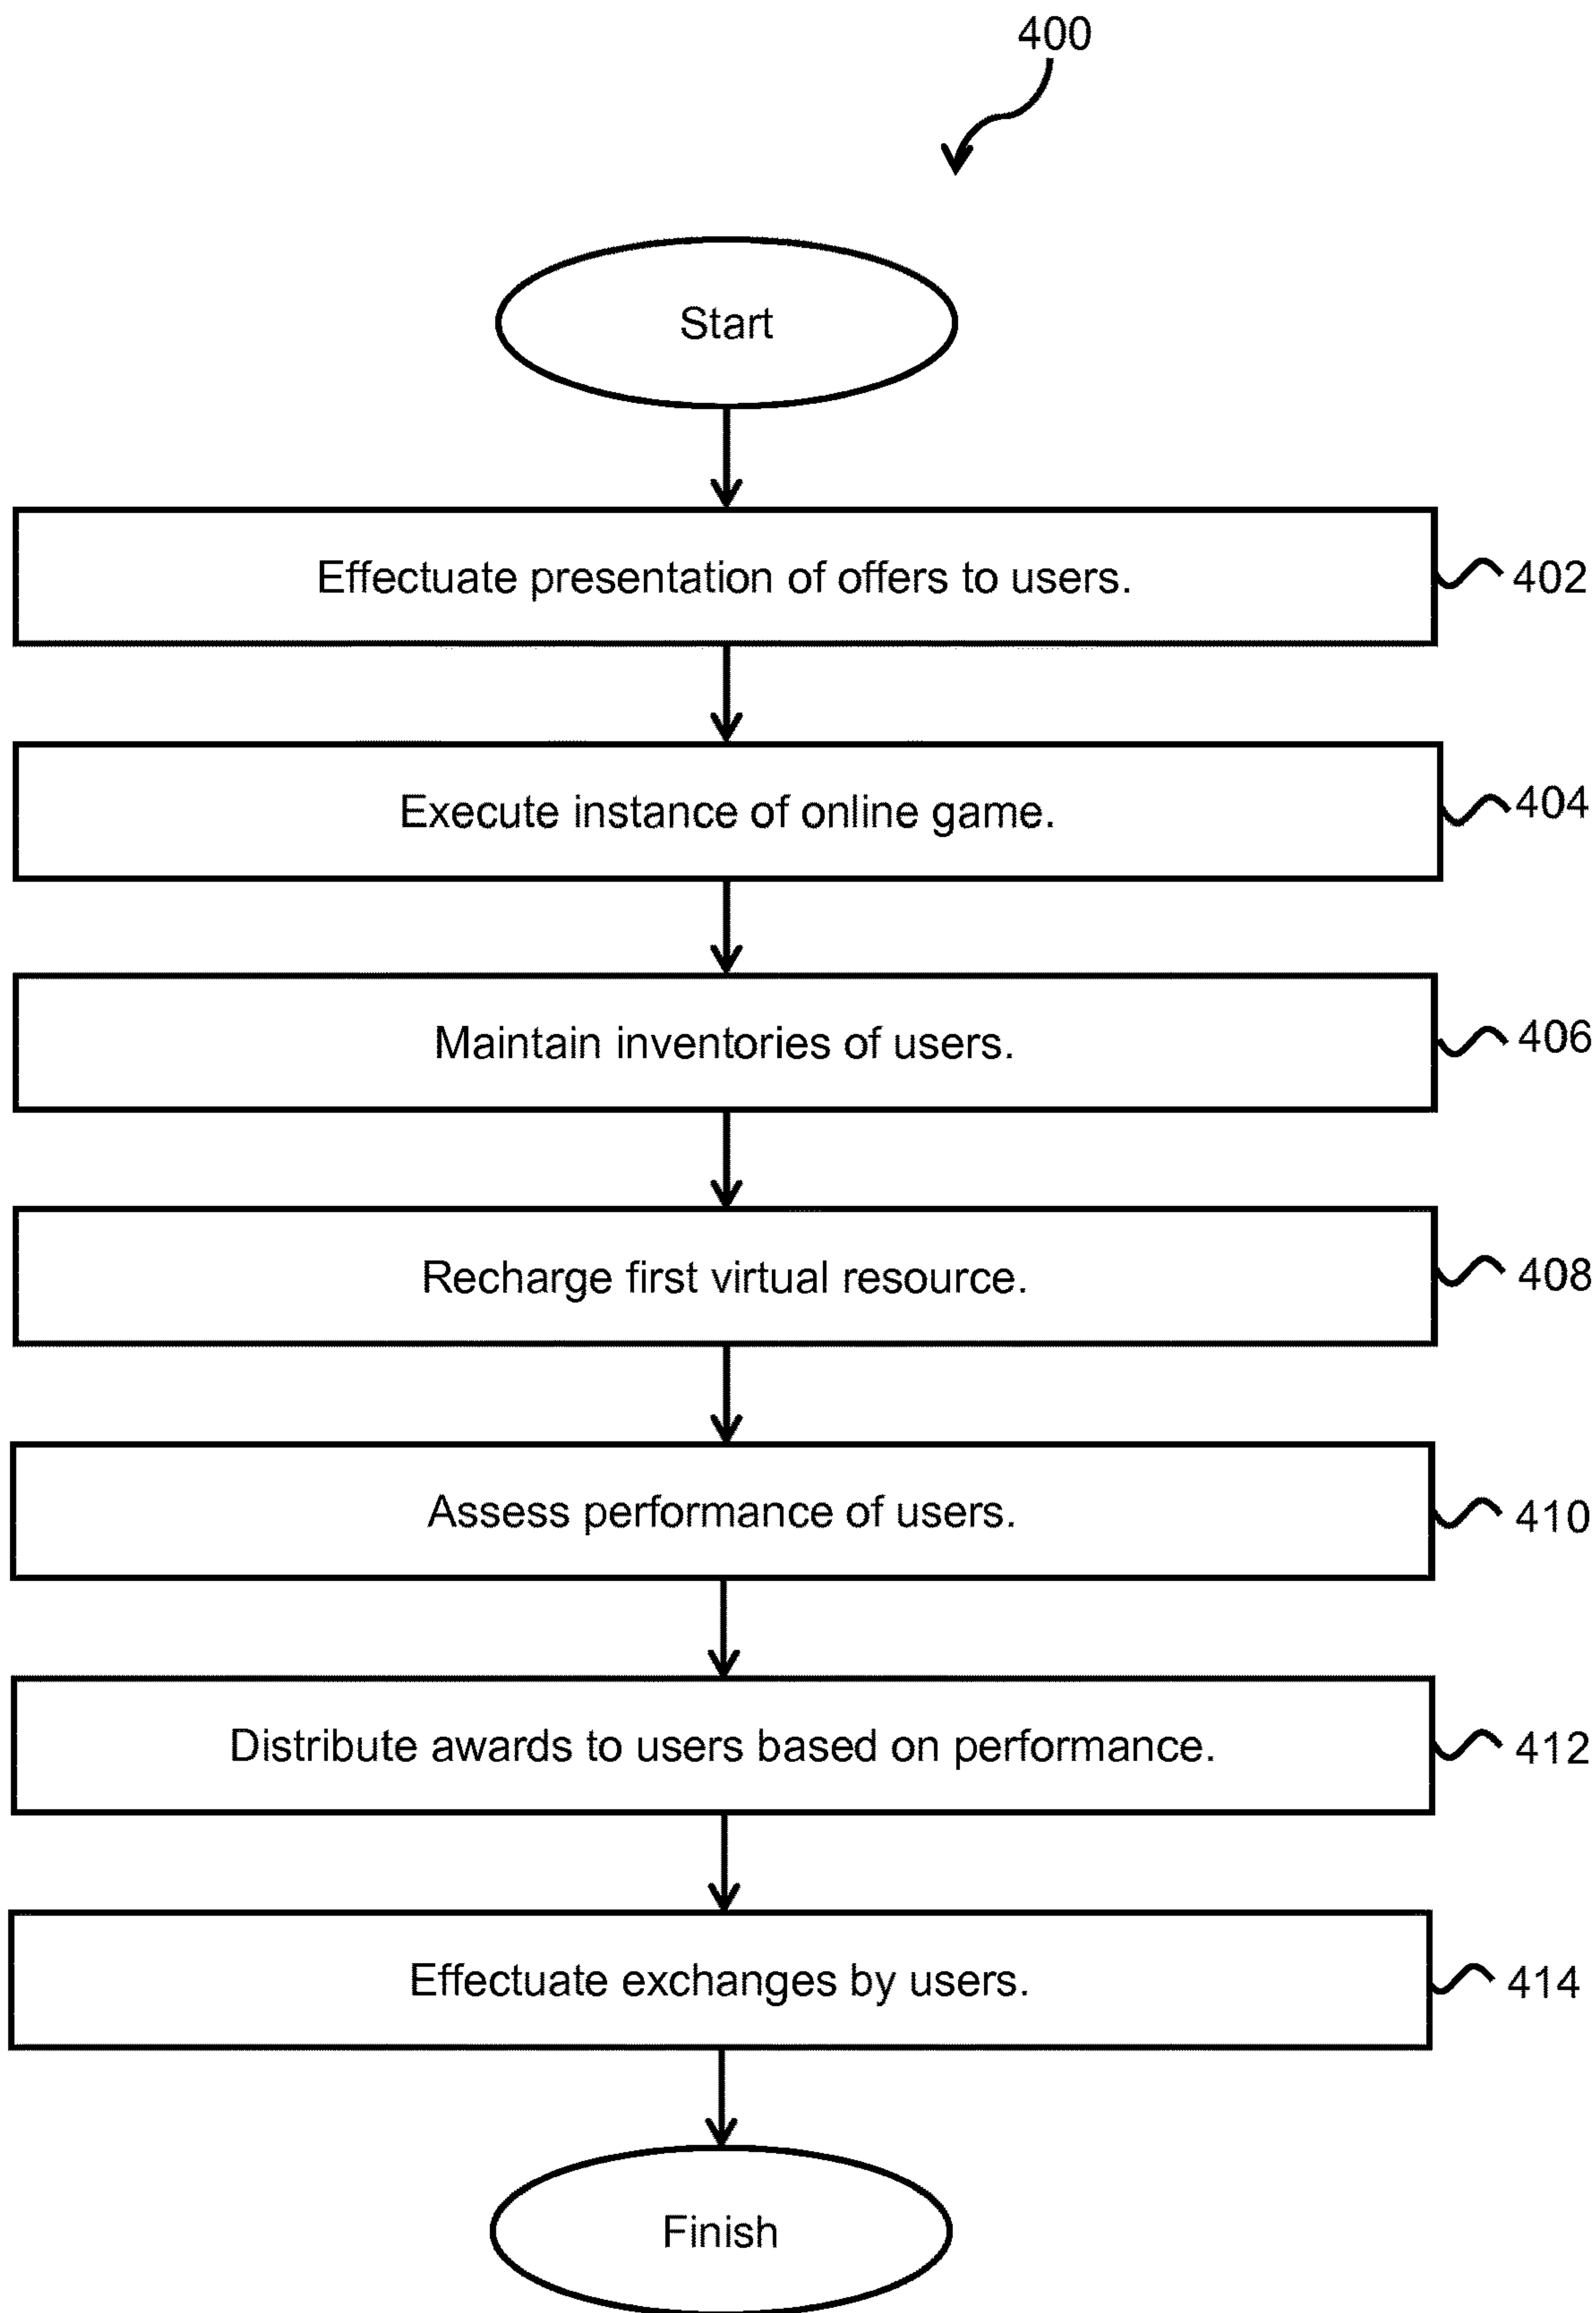 400
Start
Effectuate presentation of offers to users.
402
Execute instance of online game.
404
Maintain inventories of users.
406
Recharge first virtual resource.
408
Assess performance of users.
410
Distribute awards to users based on performance.
412
Effectuate exchanges by users.
414
Finish